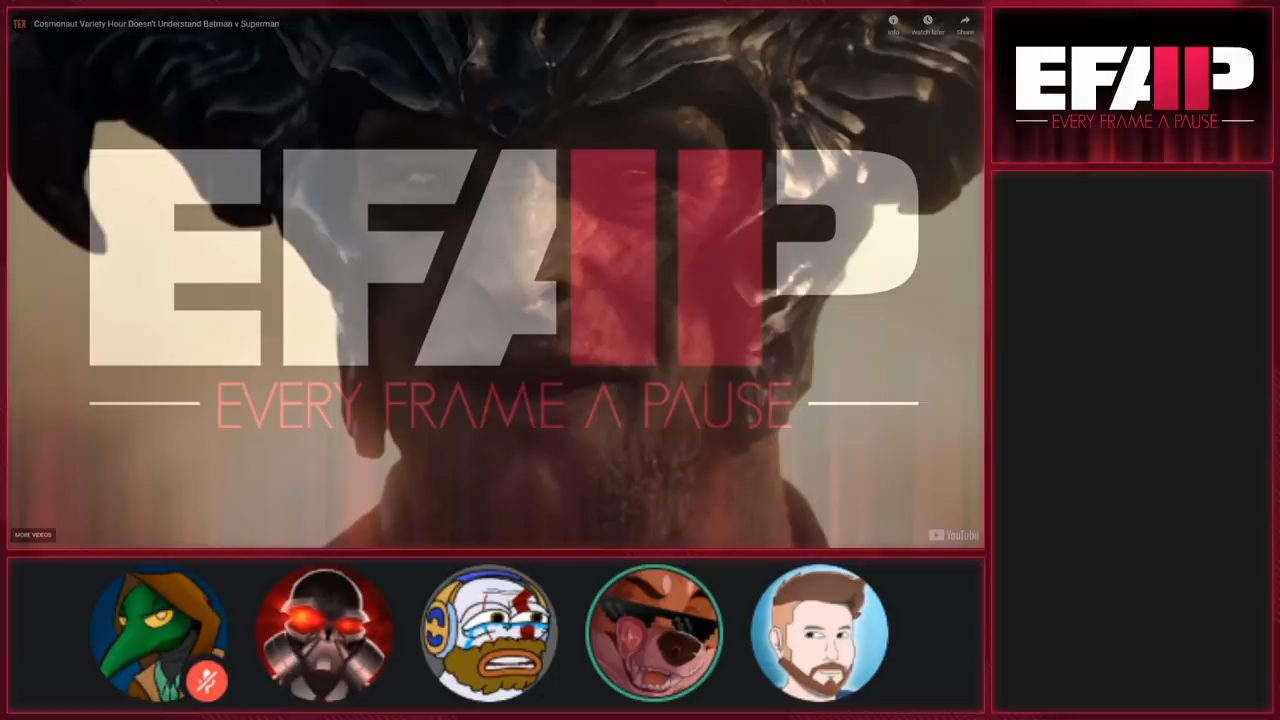 TEX
Cosmonaut Variety Hour Doesn't Understand Batman v Superman
Info
Watch later
Share
EFAP
EVERY FRAME A PAUSE
MORE VIDEOS
YouTube
EFAP
EVERY FRAME A PAUSE